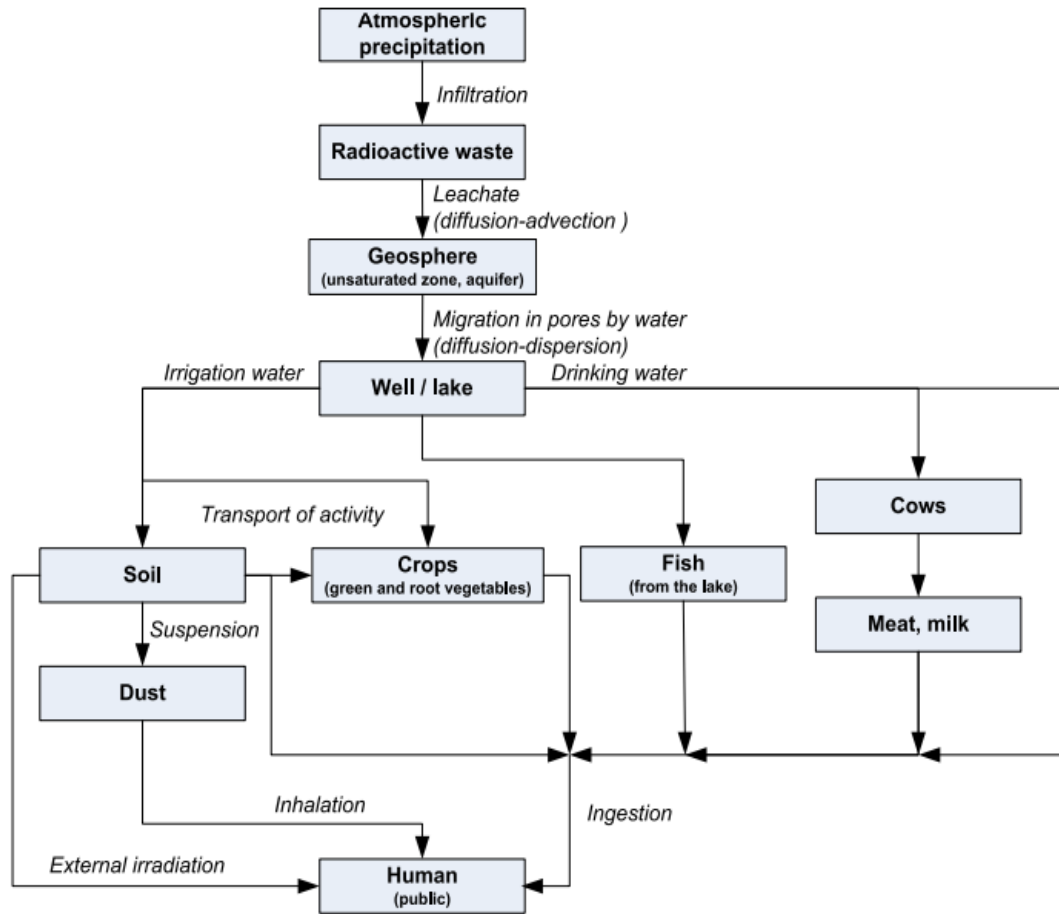 Atmospheric
precipitation
Infiltration
Radioactive waste
Leachate
(diffusion-advection )
Geosphere
(unsaturated zone, aquifer)
Migration in pores by water
(diffusion-dispersion)
Irrigation water
Well / lake
Drinking water
Cows
Transport of activity
Soil
Crops
(green and root vegetables)
Fish
(from the lake)
Meat, milk
Suspension
Dust
Inhalation
Ingestion
External irradiation
Human
(public)